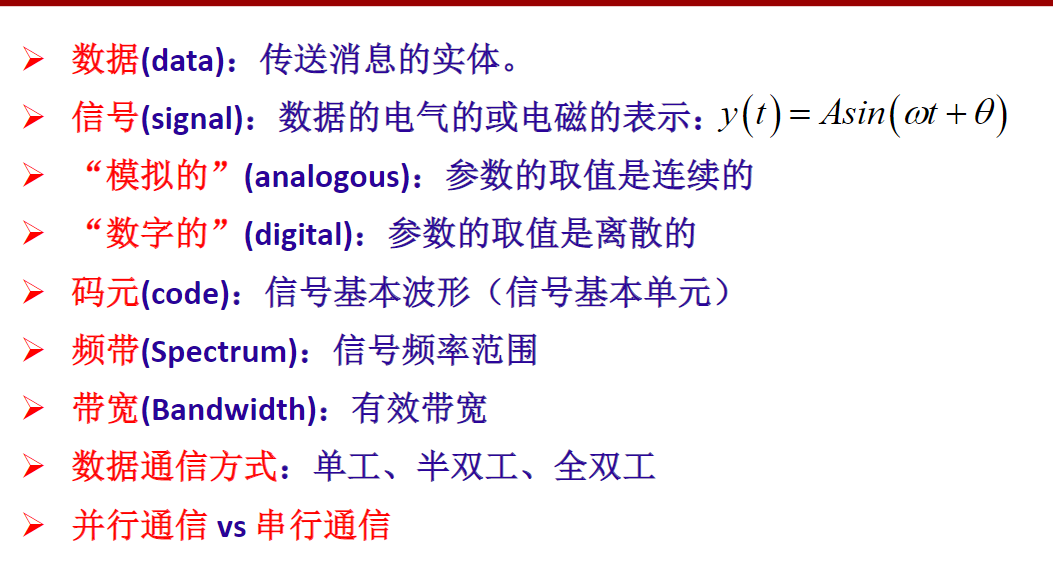 ➢ 数据(data)：传送消息的实体。
➢ 信号(signal)：数据的电气的或电磁的表示：y(t) = Asin(ωt + θ)
➢ “模拟的”(analogous)：参数的取值是连续的
➢ “数字的”(digital)：参数的取值是离散的
➢ 码元(code)：信号基本波形（信号基本单元）
➢ 频带(Spectrum)：信号频率范围
➢ 带宽(Bandwidth)：有效带宽
➢ 数据通信方式：单工、半双工、全双工
➢ 并行通信 vs 串行通信